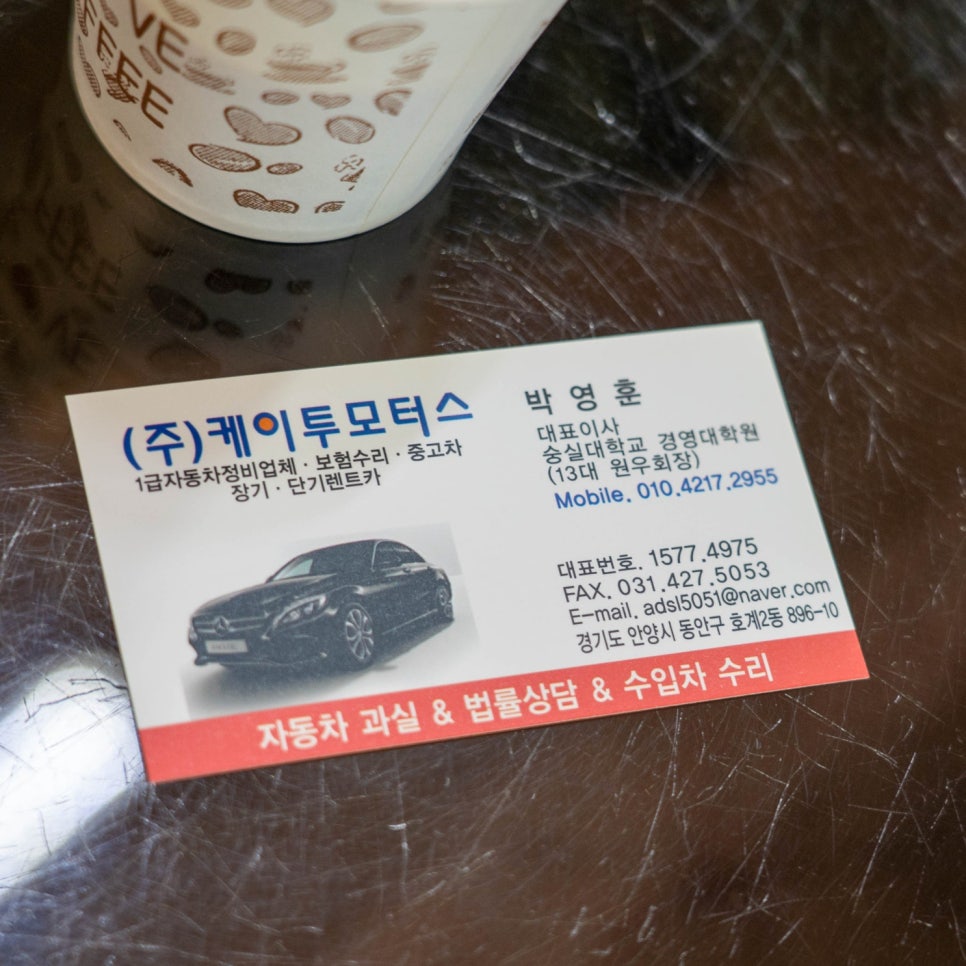 VE
FEEE
(주)케이투모터스
1급자동차정비업체 · 보험수리 · 중고차
장기 · 단기렌트카
박 영 훈
대표이사
숭실대학교 경영대학원
(13대 원우회장)
Mobile. 010.4217.2955
대표번호. 1577.4975
FAX. 031.427.5053
E-mail. adsl5051@naver.com
경기도 안양시 동안구 호계2동 896-10
자동차 과실 & 법률상담 & 수입차 수리